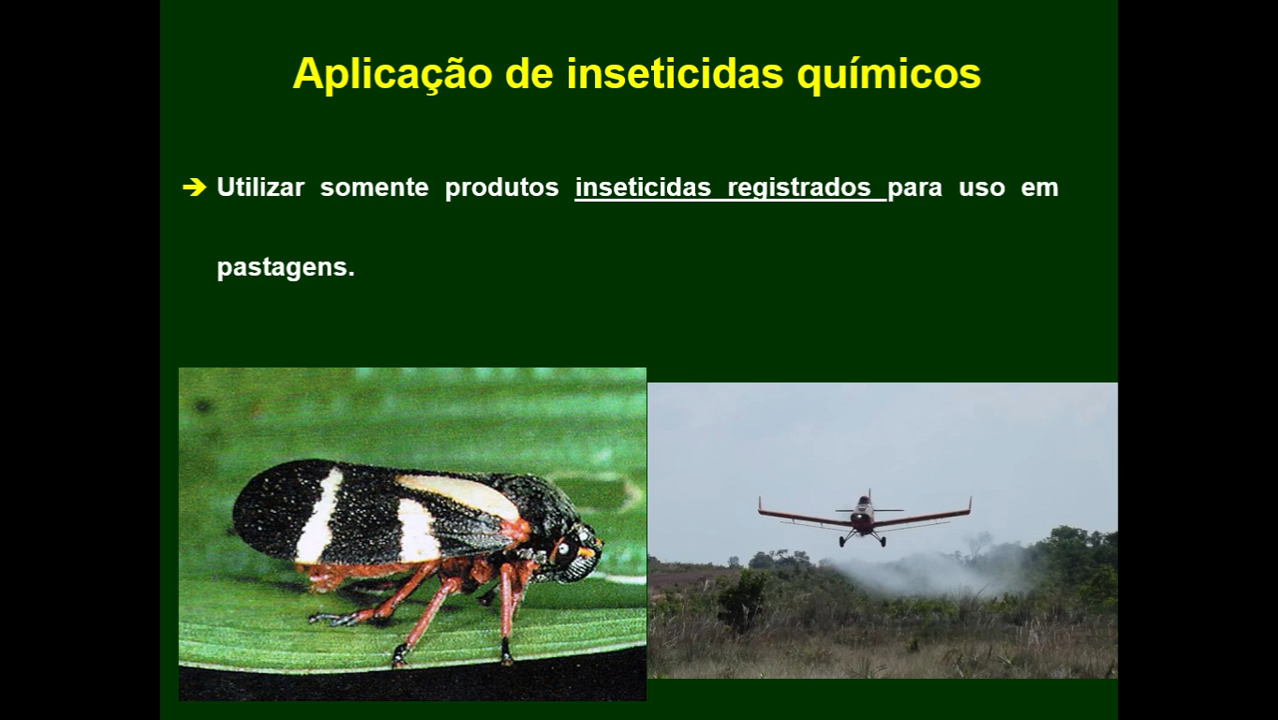 Aplicação de inseticidas químicos
➔ Utilizar somente produtos inseticidas registrados para uso em
pastagens.